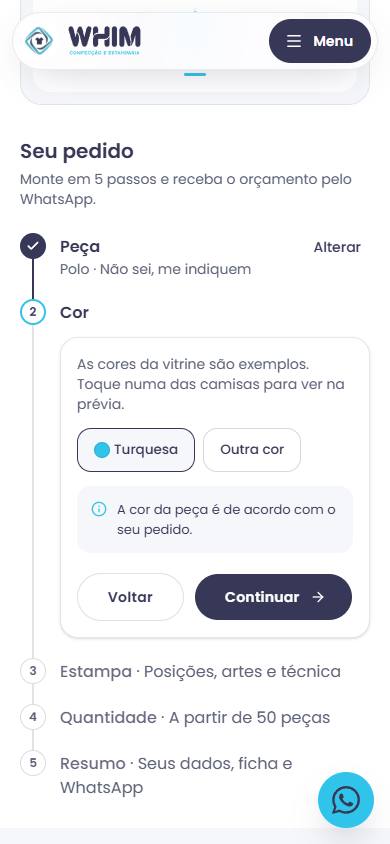 WHIM
CONFECÇÃO E ESTAMPARIA
Menu
Seu pedido
Monte em 5 passos e receba o orçamento pelo
WhatsApp.
Peça
Alterar
Polo · Não sei, me indiquem
2
Cor
As cores da vitrine são exemplos.
Toque numa das camisas para ver na
prévia.
Turquesa
Outra cor
A cor da peça é de acordo com o
seu pedido.
Voltar
Continuar →
3
Estampa · Posições, artes e técnica
4
Quantidade · A partir de 50 peças
5
Resumo · Seus dados, ficha e
WhatsApp